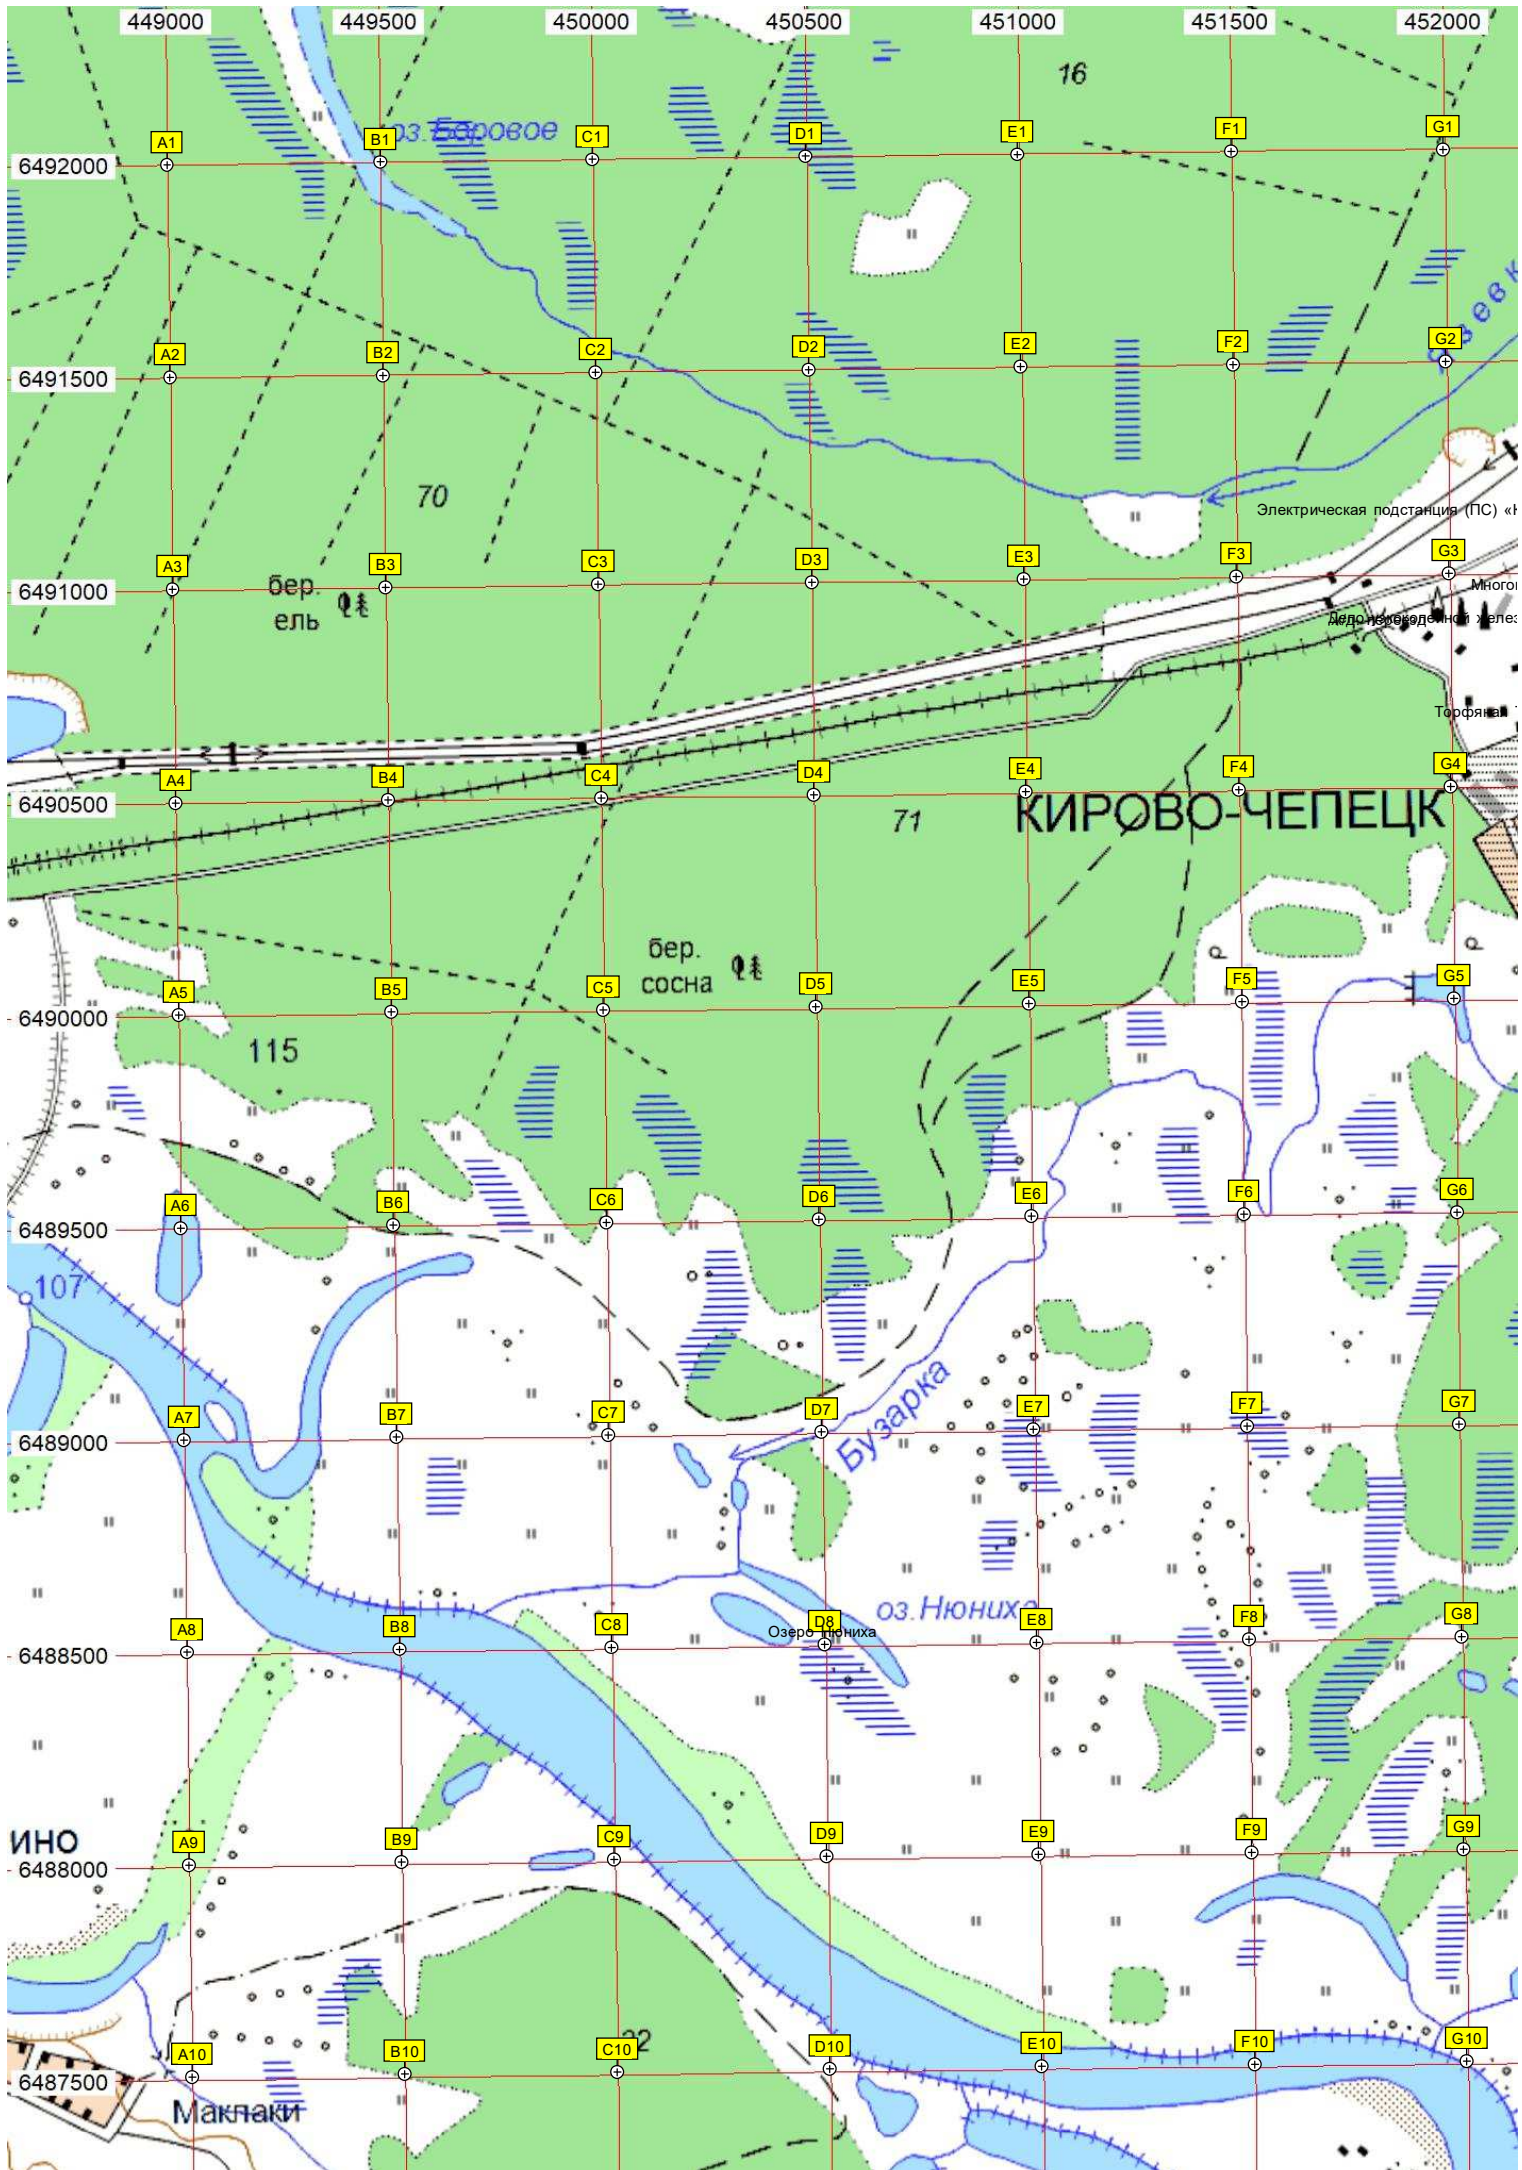 449000 449500 450000 450500 451000 451500 452000
16
оз. Боровое
A1 B1 C1 D1 E1 F1 G1
6492000
A2 B2 C2 D2 E2 F2 G2
6491500
70
Электрическая подстанция (ПС)
A3 B3 C3 D3 E3 F3 G3
6491000
бер.
ель
A4 B4 C4 D4 E4 F4 G4
6490500
71
КИРОВО-ЧЕПЕЦК
бер.
сосна
A5 B5 C5 D5 E5 F5 G5
6490000
115
A6 B6 C6 D6 E6 F6 G6
6489500
107
Бузарка
A7 B7 C7 D7 E7 F7 G7
6489000
оз. Нюниха
Озеро Нюниха
A8 B8 C8 D8 E8 F8 G8
6488500
ИНО
A9 B9 C9 D9 E9 F9 G9
6488000
A10 B10 C10 D10 E10 F10 G10
6487500
Маклаки